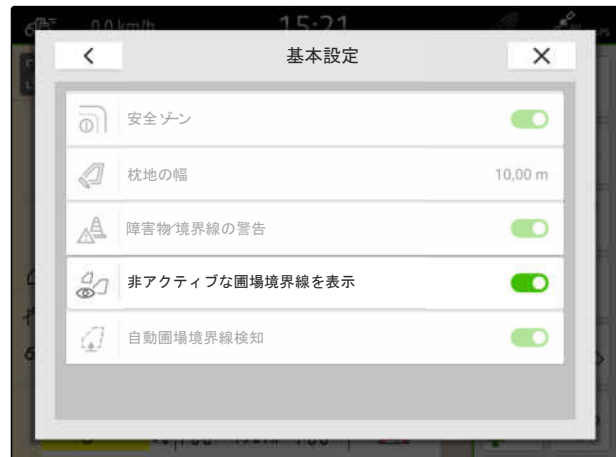 0.0 km/h 15:21
基本設定
安全ゾーン
枕地の幅 10,00 m
障害物/境界線の警告
非アクティブな圃場境界線を表示
自動圃場境界線検知